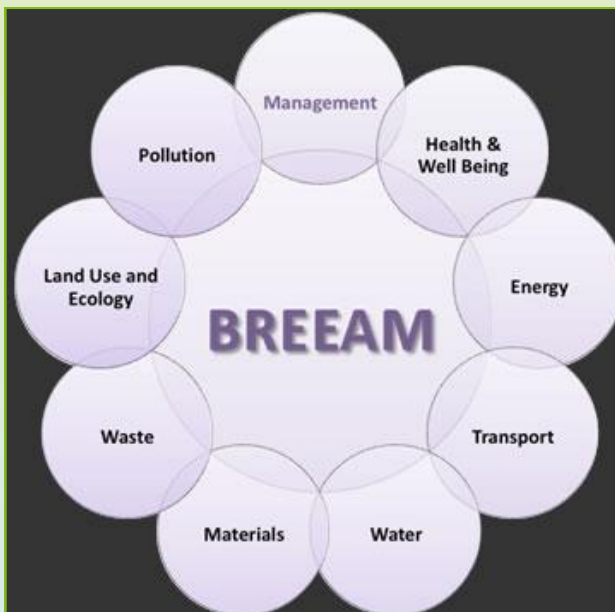 Management
Health &
Well Being
Energy
Transport
Water
Materials
Waste
Land Use and
Ecology
Pollution
BREEAM